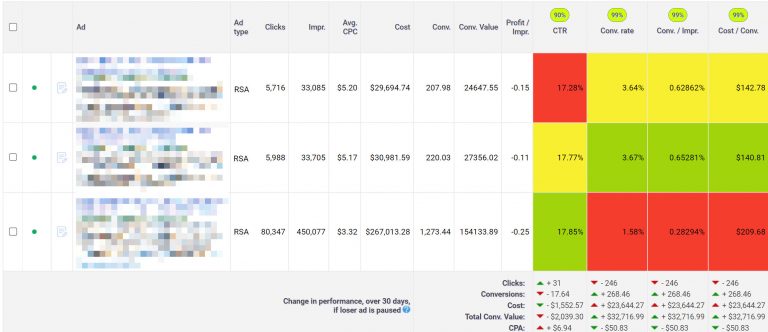 90% 99% 99% 99%
Ad Ad type Clicks Impr. Avg. CPC Cost Conv. Conv. Value Profit / Impr. CTR Conv. rate Conv. / Impr. Cost / Conv.
RSA 5,716 33,085 $5.20 $29,694.74 207.98 24647.55 -0.15 17.28% 3.64% 0.62862% $142.78
RSA 5,988 33,705 $5.17 $30,981.59 220.03 27356.02 -0.11 17.77% 3.67% 0.65281% $140.81
RSA 80,347 450,077 $3.32 $267,013.28 1,273.44 154133.89 -0.25 17.85% 1.58% 0.28294% $209.68
Change in performance, over 30 days,
if loser ad is paused ?
Clicks: + 31 - 246 - 246 - 246
Conversions: - 17.64 + 268.46 + 268.46 + 268.46
Cost: - $1,552.57 + $23,644.27 + $23,644.27 + $23,644.27
Total Conv. Value: - $2,039.30 + $32,716.99 + $32,716.99 + $32,716.99
CPA: + $6.94 - $50.83 - $50.83 - $50.83